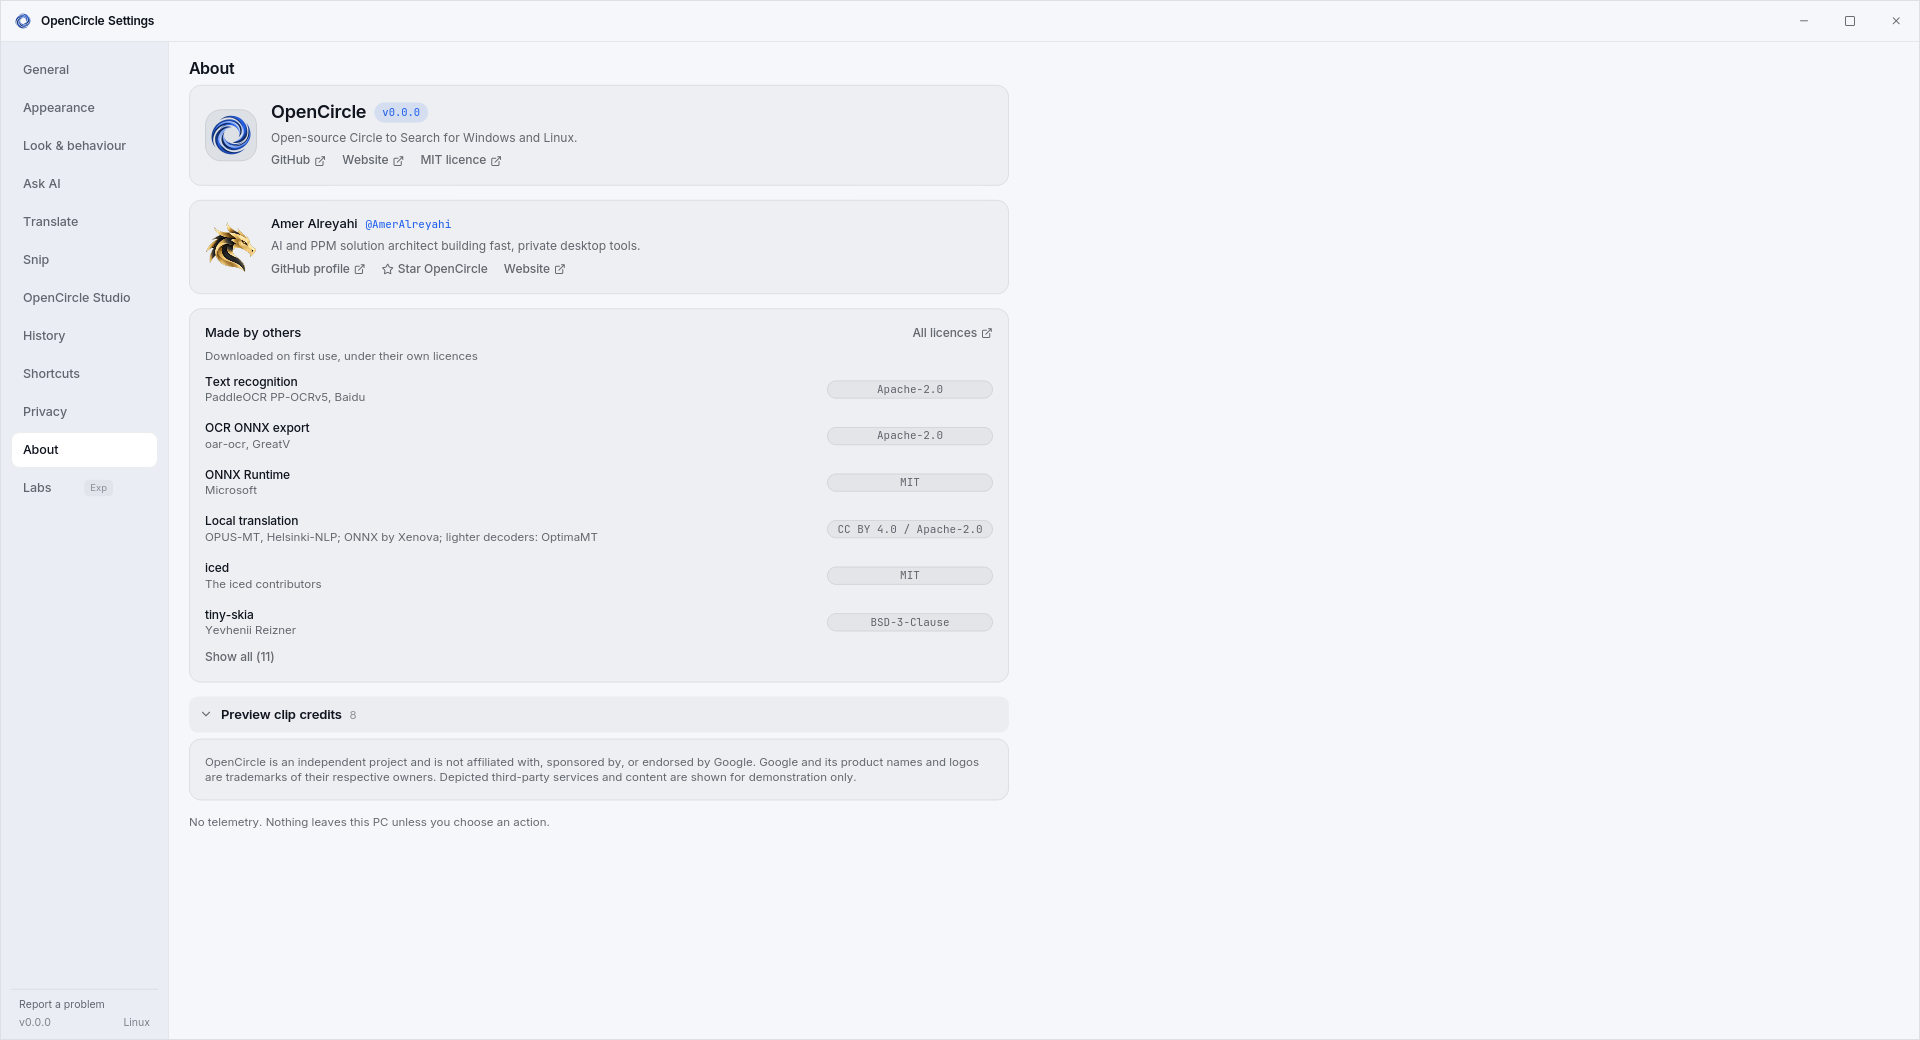 OpenCircle Settings
General
Appearance
Look & behaviour
Ask AI
Translate
Snip
OpenCircle Studio
History
Shortcuts
Privacy
About
Labs Exp
Report a problem
v0.0.0 Linux
About
OpenCircle v0.0.0
Open-source Circle to Search for Windows and Linux.
GitHub Website MIT licence
Amer Alreyahi @AmerAlreyahi
AI and PPM solution architect building fast, private desktop tools.
GitHub profile Star OpenCircle Website
Made by others All licences
Downloaded on first use, under their own licences
Text recognition
PaddleOCR PP-OCRv5, Baidu
Apache-2.0
OCR ONNX export
oar-ocr, GreatV
Apache-2.0
ONNX Runtime
Microsoft
MIT
Local translation
OPUS-MT, Helsinki-NLP; ONNX by Xenova; lighter decoders: OptimaMT
CC BY 4.0 / Apache-2.0
iced
The iced contributors
MIT
tiny-skia
Yevhenii Reizner
BSD-3-Clause
Show all (11)
Preview clip credits 8
OpenCircle is an independent project and is not affiliated with, sponsored by, or endorsed by Google. Google and its product names and logos
are trademarks of their respective owners. Depicted third-party services and content are shown for demonstration only.
No telemetry. Nothing leaves this PC unless you choose an action.